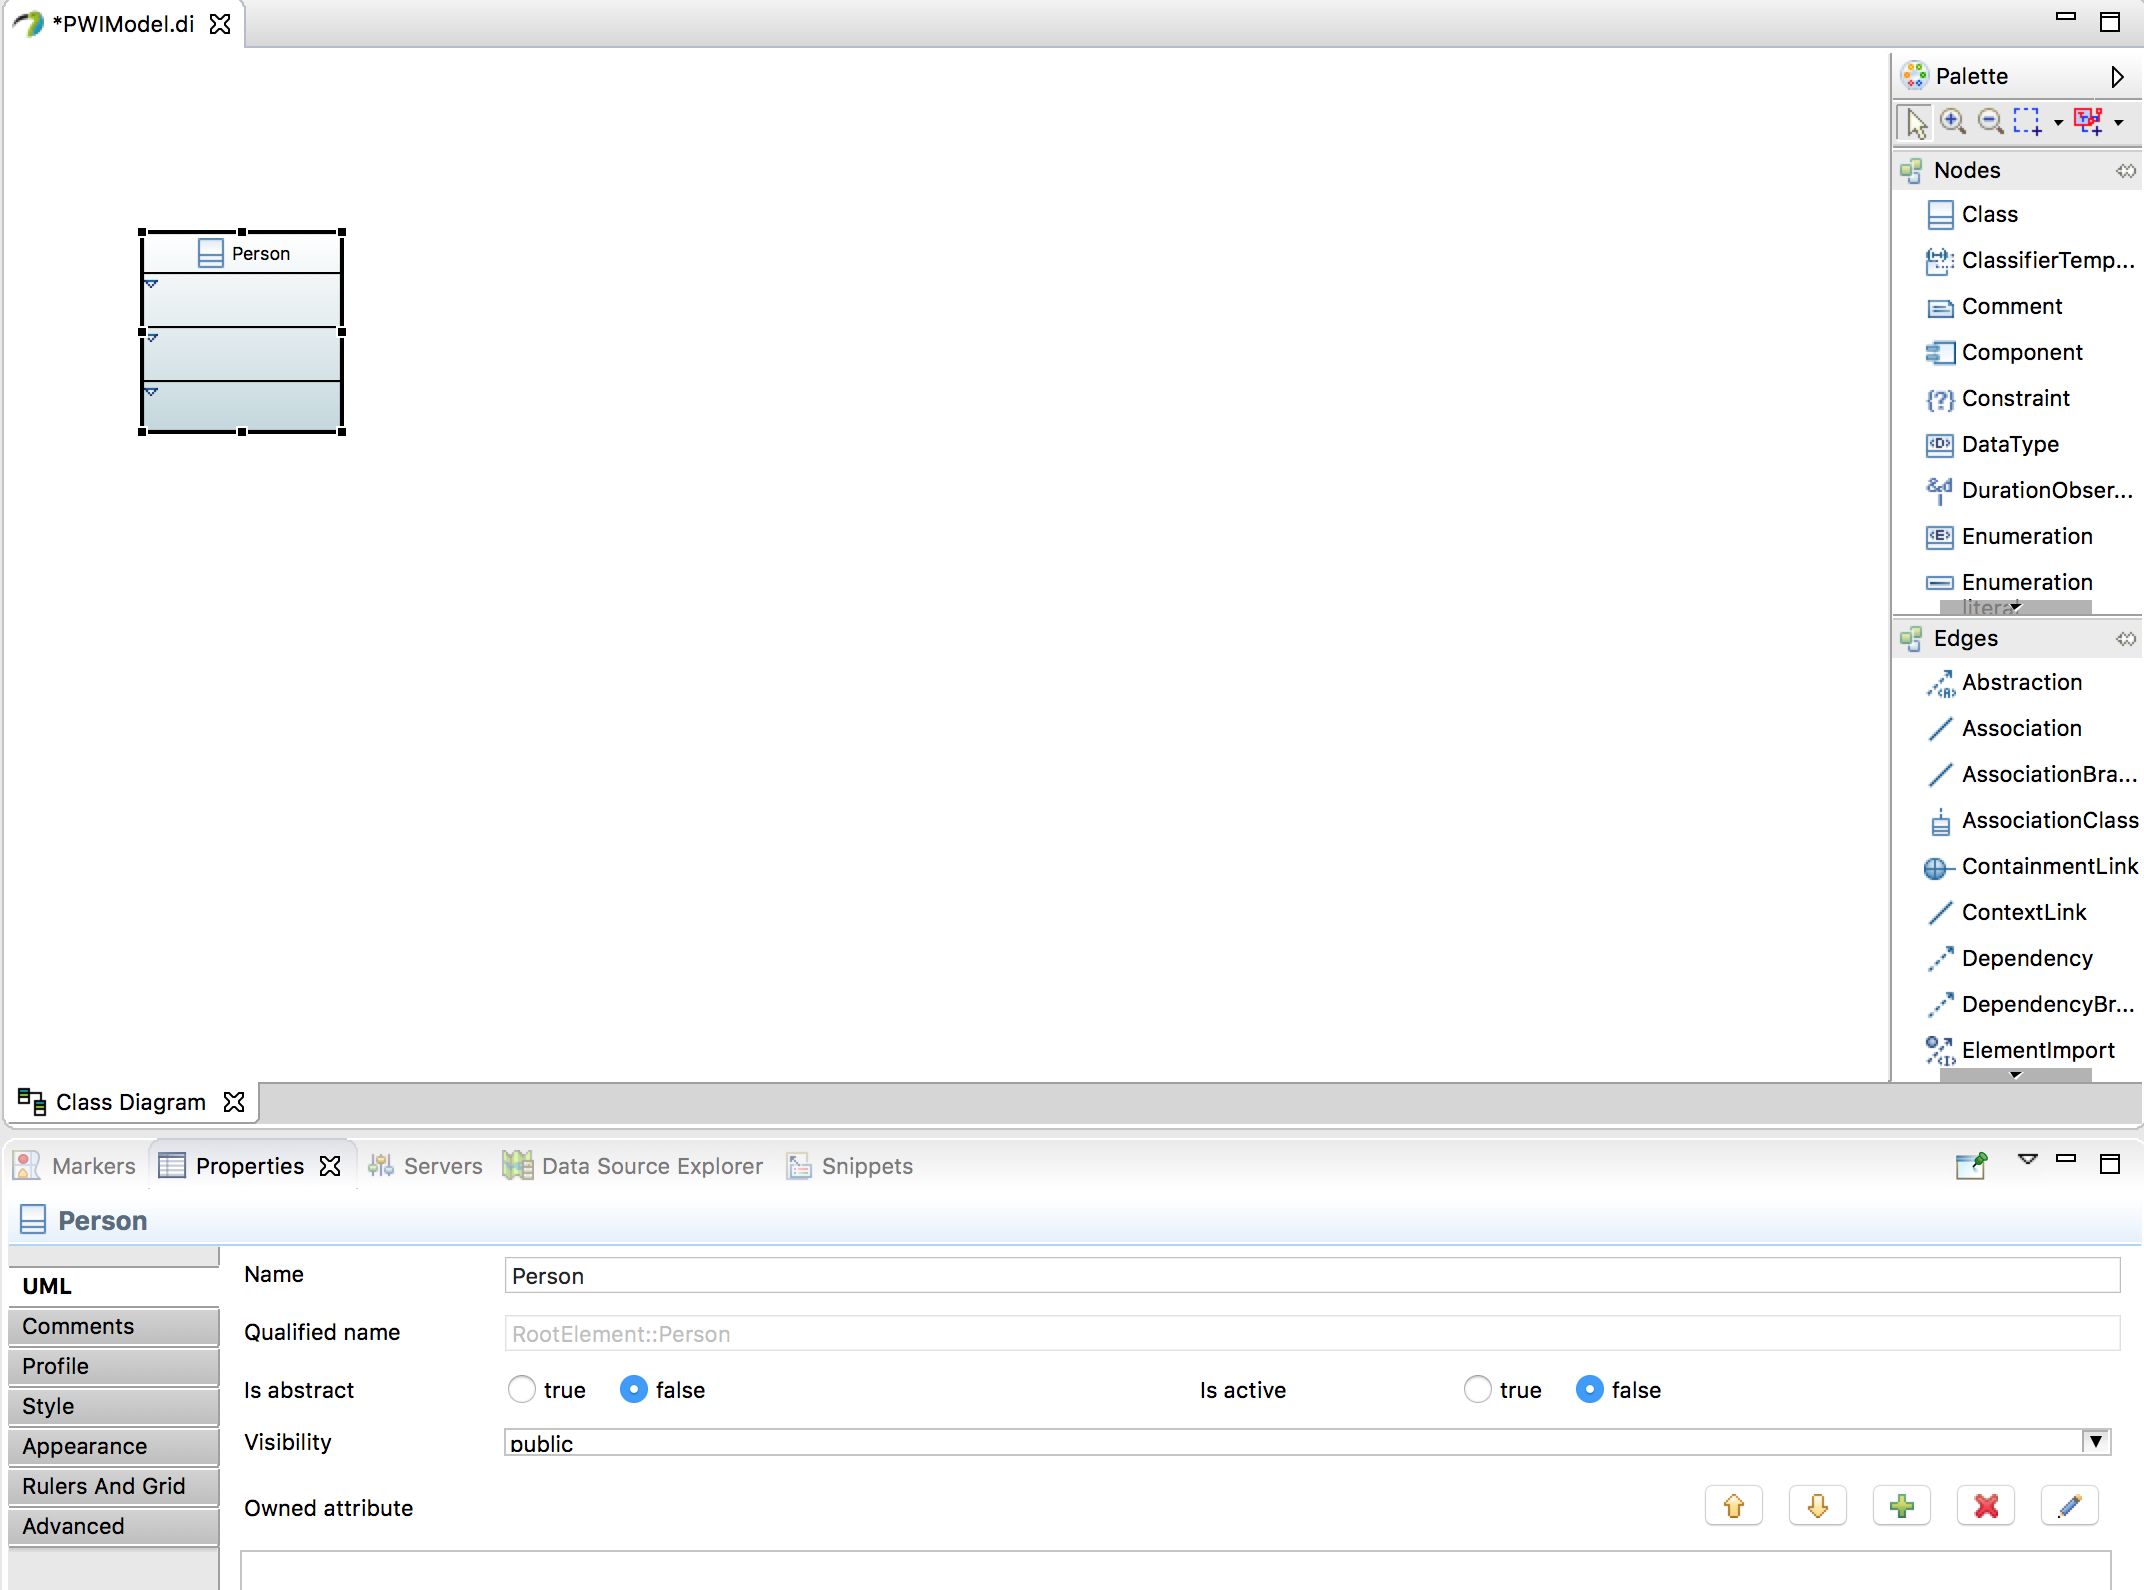 *PWIModel.di
Palette
Nodes
Class
ClassifierTemp...
Comment
Component
Constraint
DataType
DurationObser...
Enumeration
Enumeration
literal
Edges
Abstraction
Association
AssociationBra...
AssociationClass
ContainmentLink
ContextLink
Dependency
DependencyBr...
ElementImport
Person
Class Diagram
Markers Properties Servers Data Source Explorer Snippets
Person
UML
Comments
Profile
Style
Appearance
Rulers And Grid
Advanced
Name Person
Qualified name RootElement::Person
Is abstract true false Is active true false
Visibility public
Owned attribute